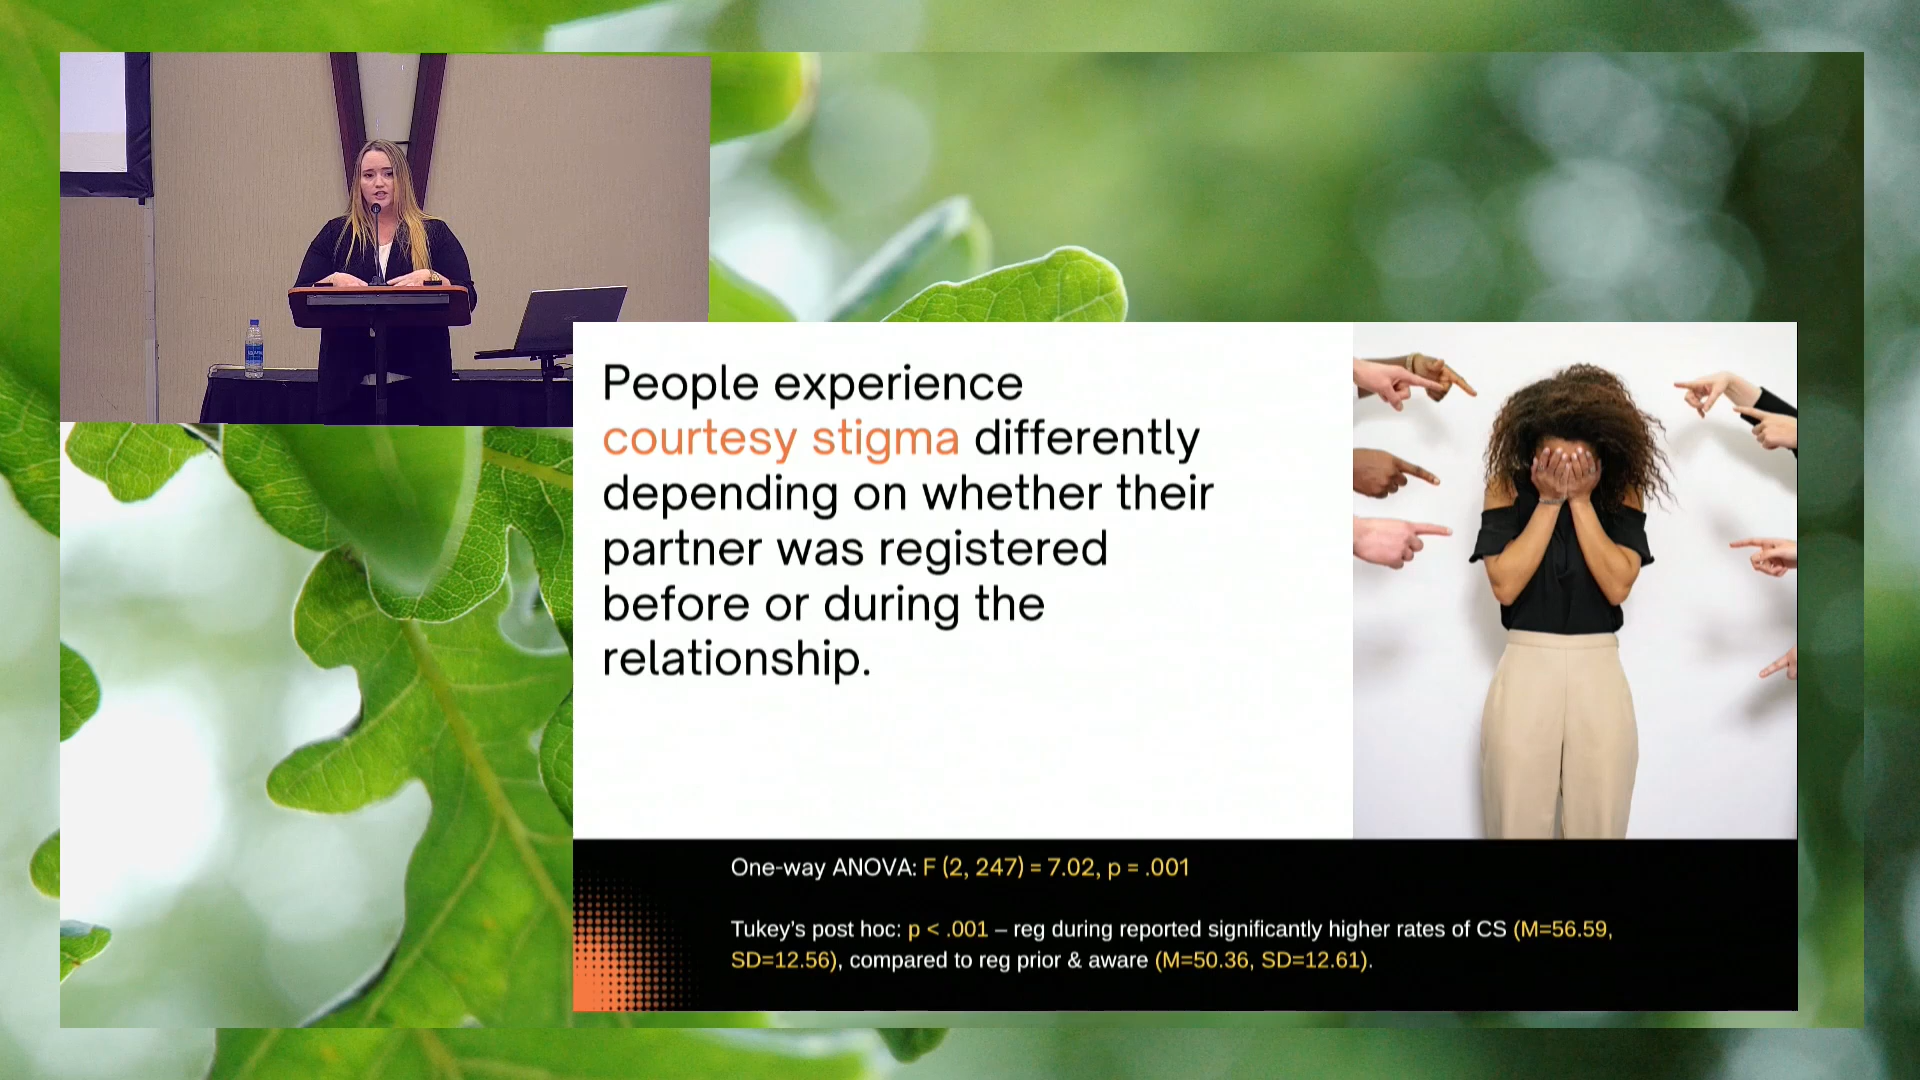 People experience
courtesy stigma differently
depending on whether their
partner was registered
before or during the
relationship.
One-way ANOVA: F (2, 247) = 7.02, p = .001
Tukey’s post hoc: p < .001 – reg during reported significantly higher rates of CS (M=56.59,
SD=12.56), compared to reg prior & aware (M=50.36, SD=12.61).